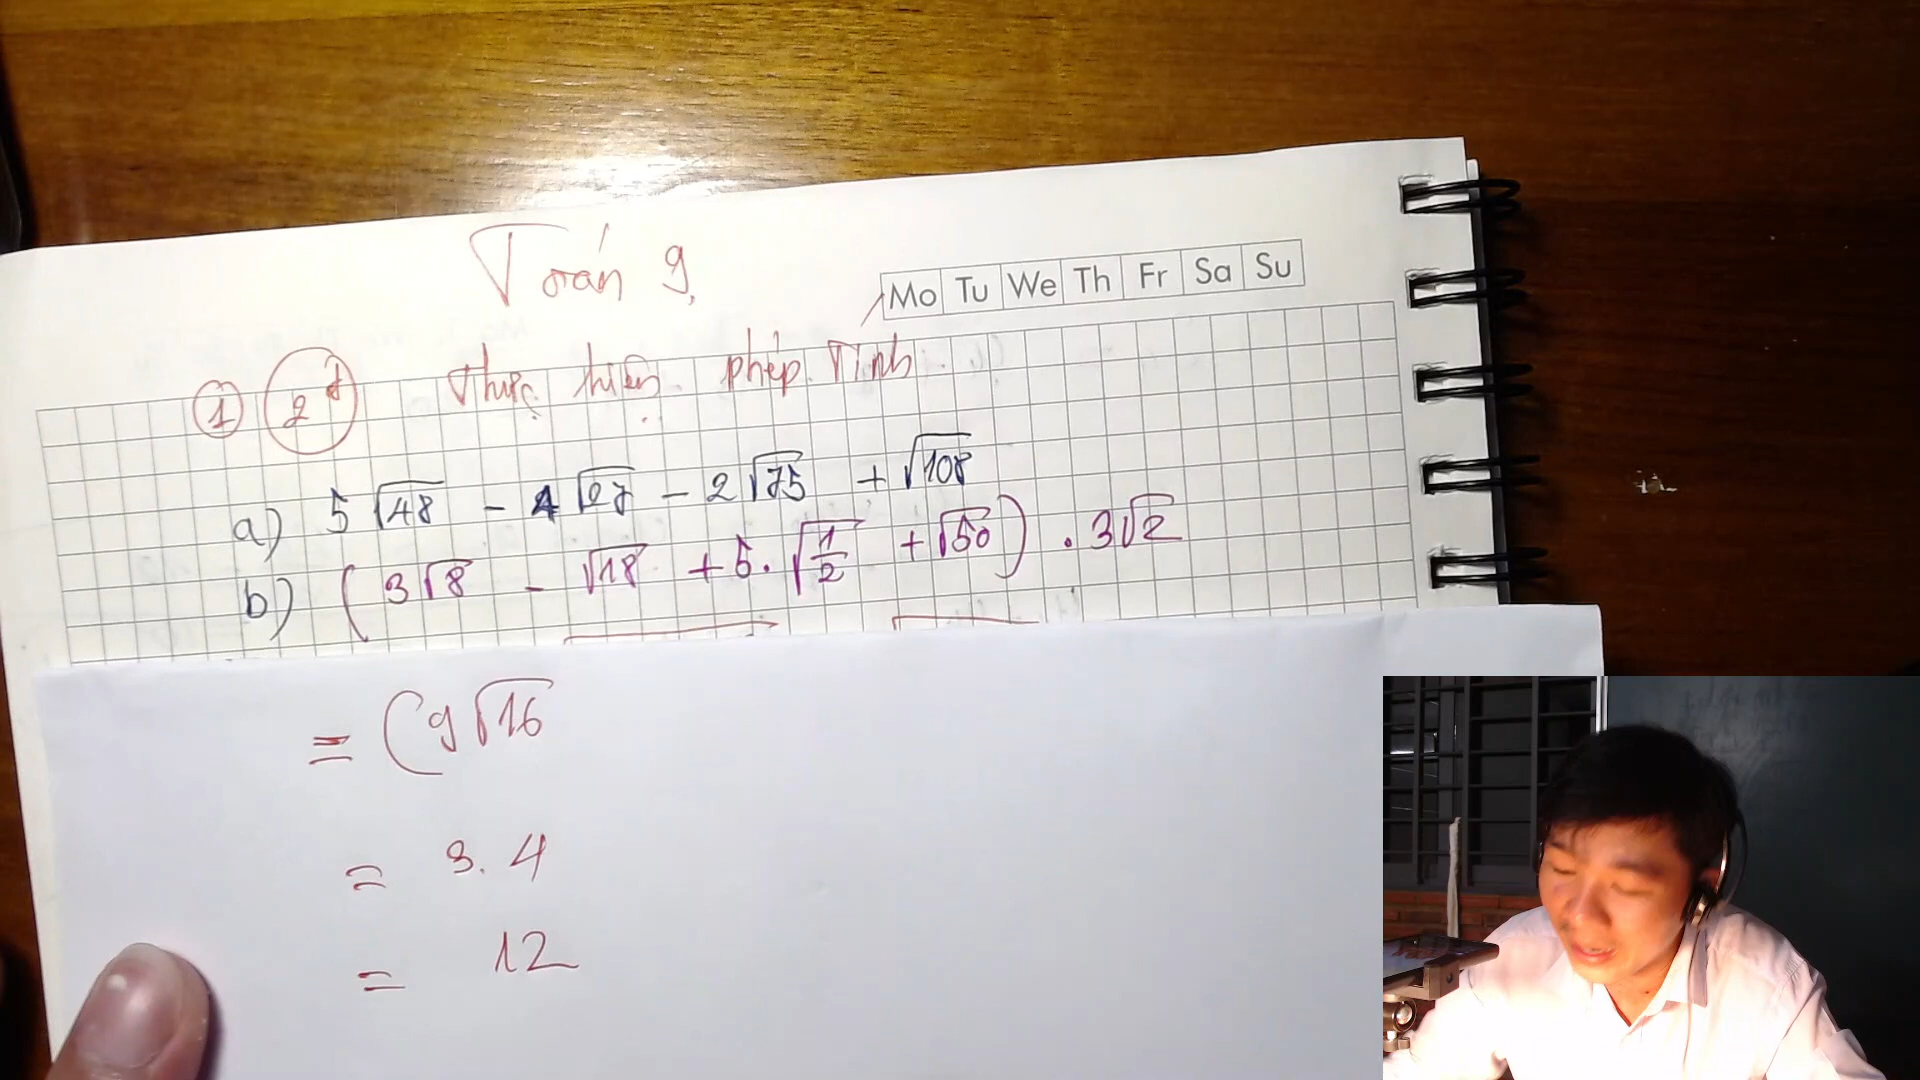 Toán 9
Mo Tu We Th Fr Sa Su
① 2đ Thực hiện phép tính
a) 5√48 - 4√27 - 2√75 + √108
b) (3√8 - √18 + 5.√(1/2) + √50) . 3√2
= (9√16
= 3.4
= 12